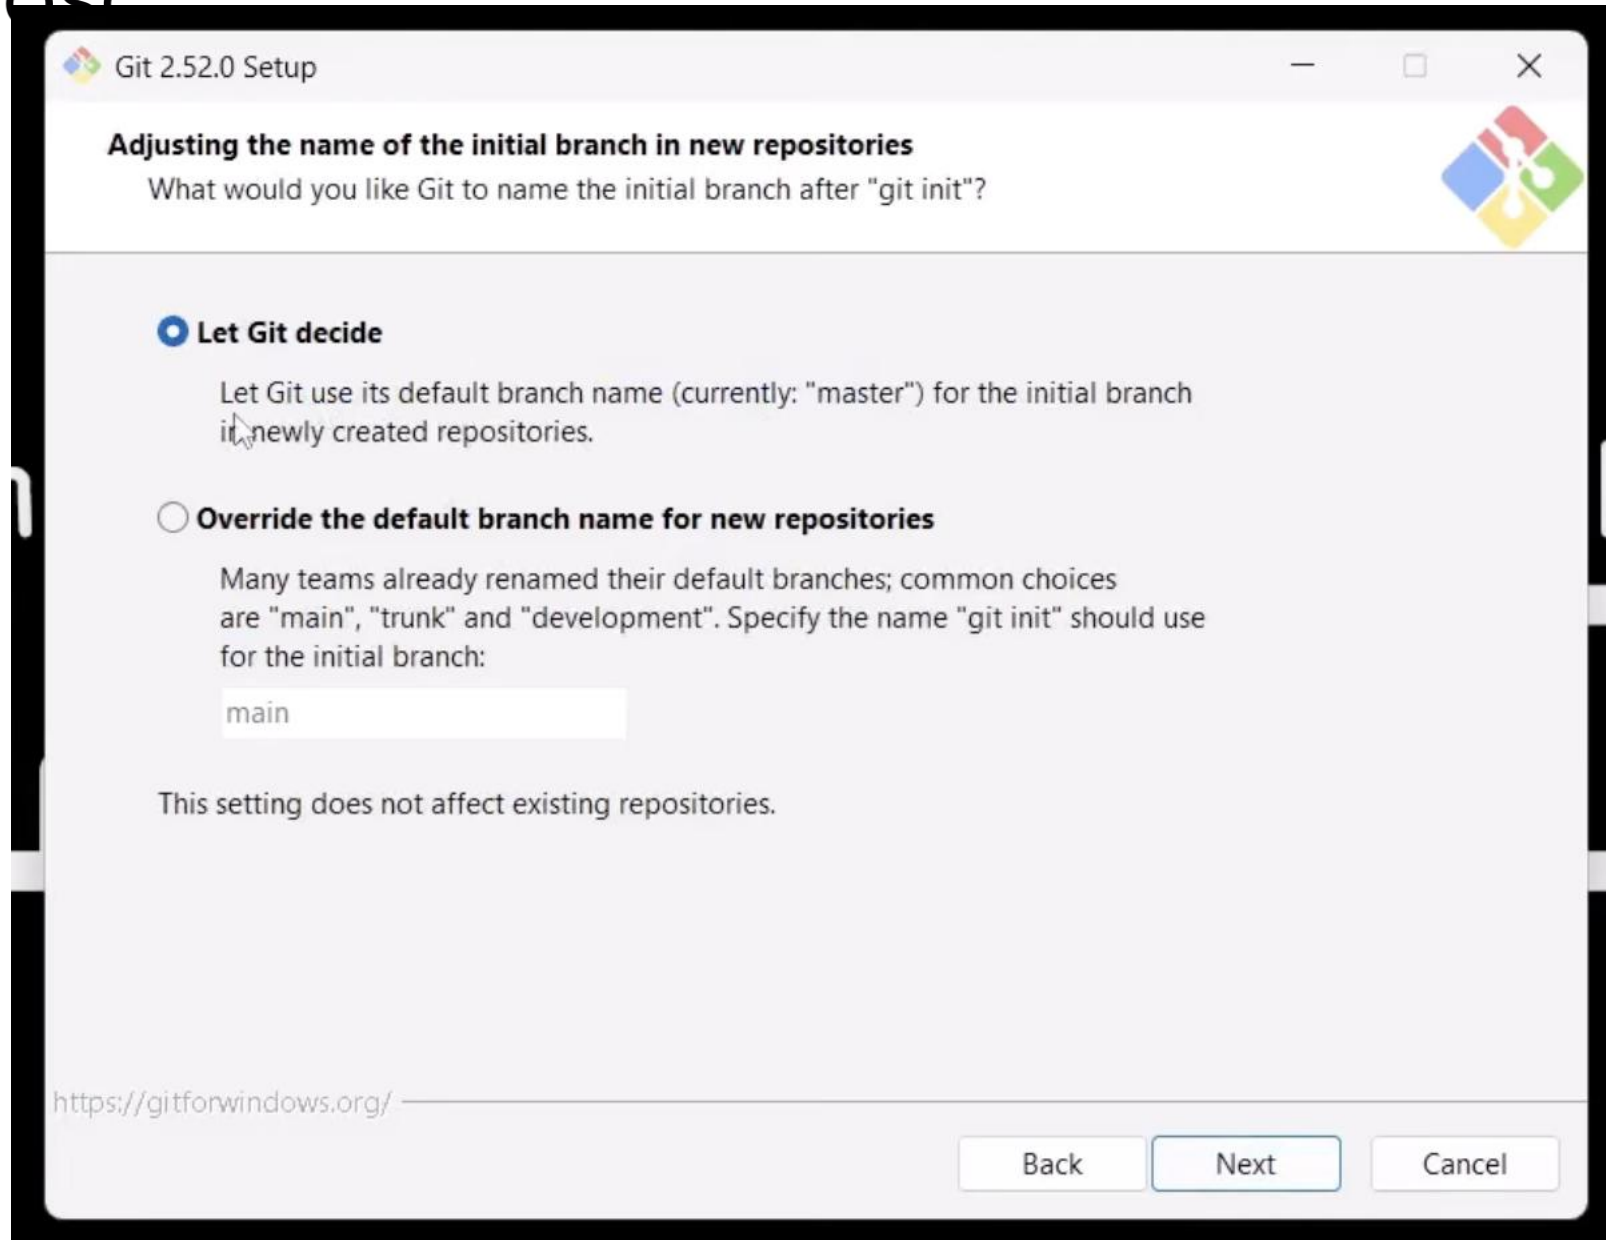 Git 2.52.0 Setup
Adjusting the name of the initial branch in new repositories
What would you like Git to name the initial branch after "git init"?
Let Git decide
Let Git use its default branch name (currently: "master") for the initial branch
in newly created repositories.
Override the default branch name for new repositories
Many teams already renamed their default branches; common choices
are "main", "trunk" and "development". Specify the name "git init" should use
for the initial branch:
main
This setting does not affect existing repositories.
https://gitforwindows.org/
Back
Next
Cancel